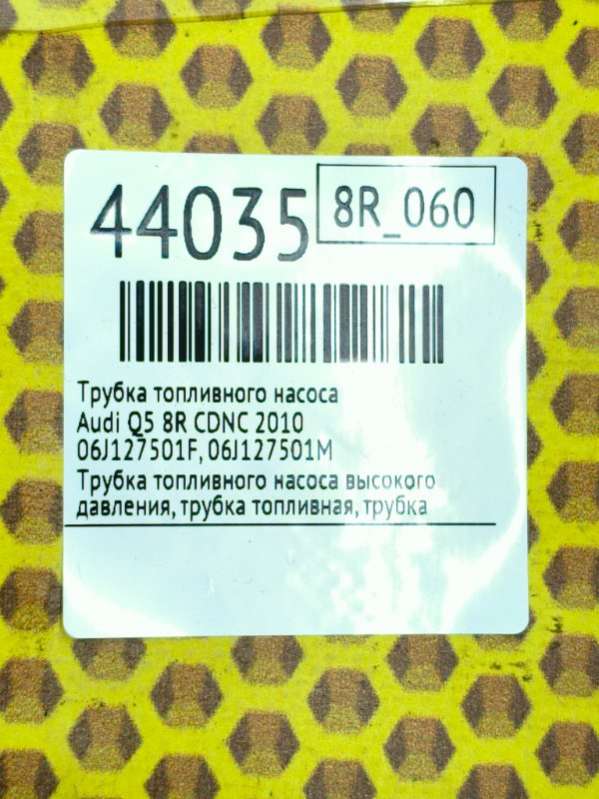 44035
8R_060
Трубка топливного насоса
Audi Q5 8R CDNC 2010
06J127501F, 06J127501M
Трубка топливного насоса высокого
давления, трубка топливная, трубка